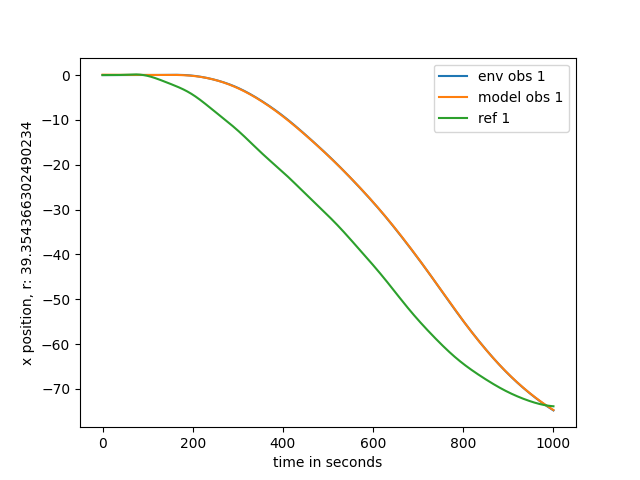 env obs 1
model obs 1
ref 1
0
−10
−20
−30
−40
−50
−60
−70
x position, r: 39.354366302490234
0
200
400
600
800
1000
time in seconds